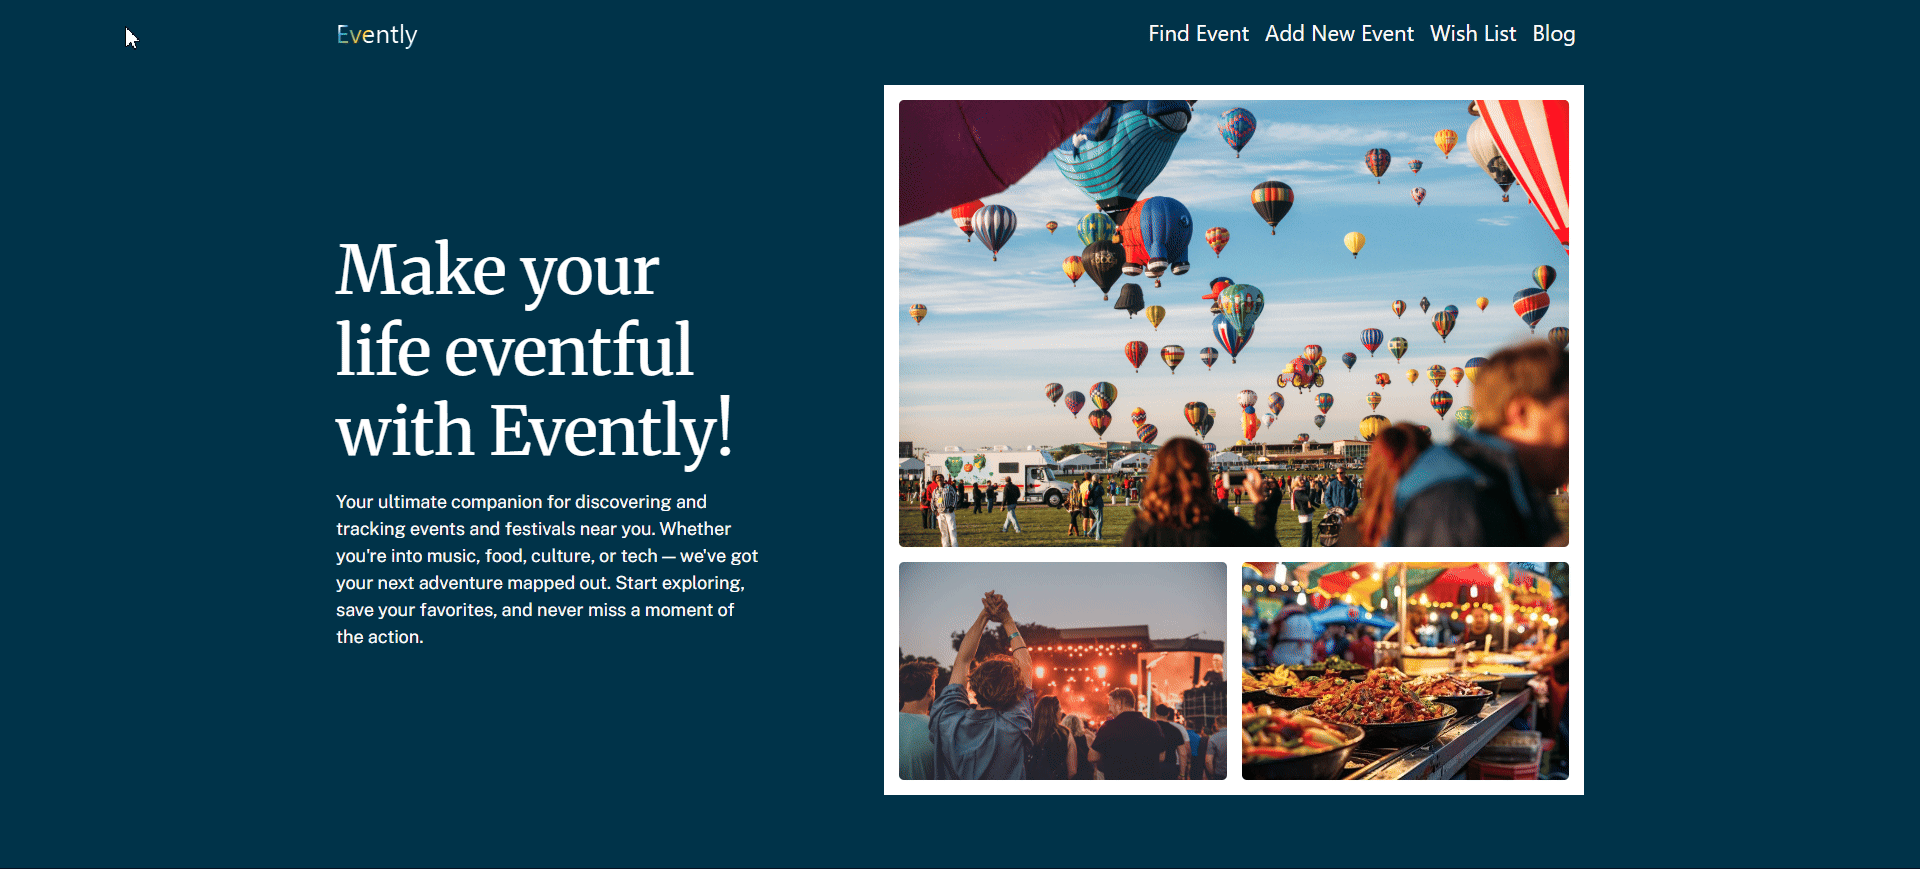 Evently
Find Event Add New Event Wish List Blog
Make your
life eventful
with Evently!
Your ultimate companion for discovering and
tracking events and festivals near you. Whether
you're into music, food, culture, or tech — we've got
your next adventure mapped out. Start exploring,
save your favorites, and never miss a moment of
the action.